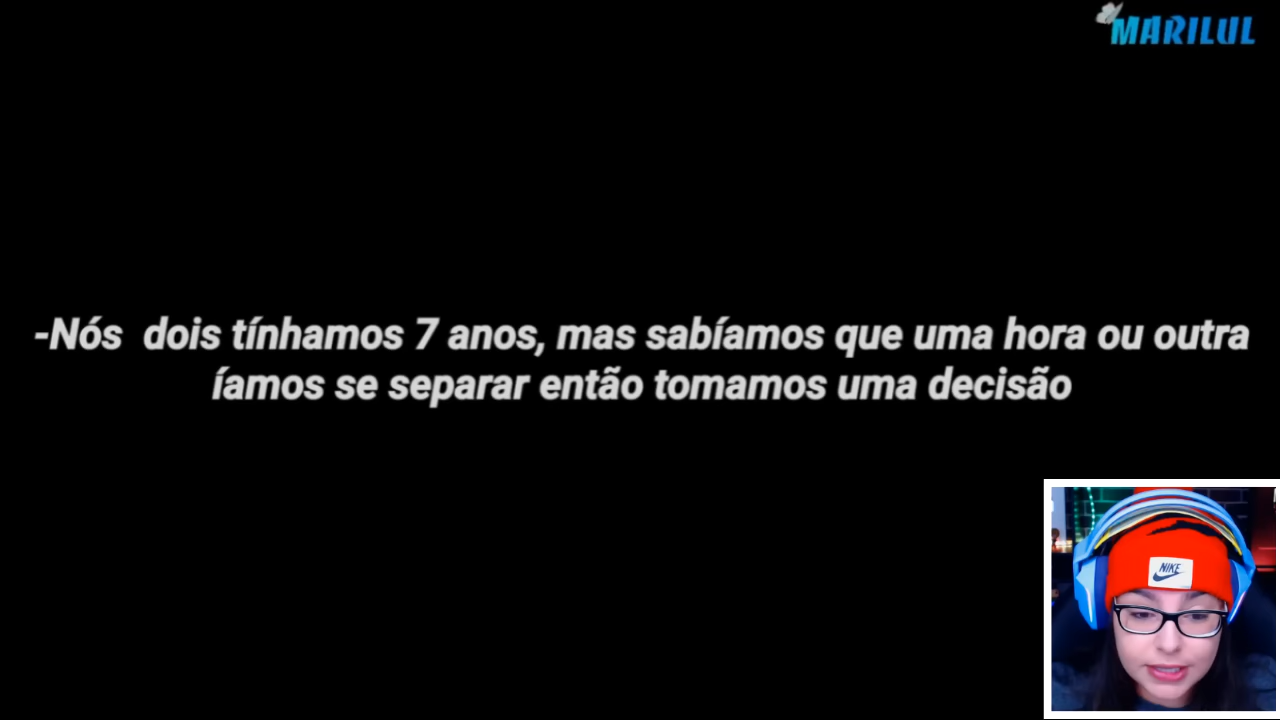 MARILUL
-Nós dois tínhamos 7 anos, mas sabíamos que uma hora ou outra
íamos se separar então tomamos uma decisão
NIKE